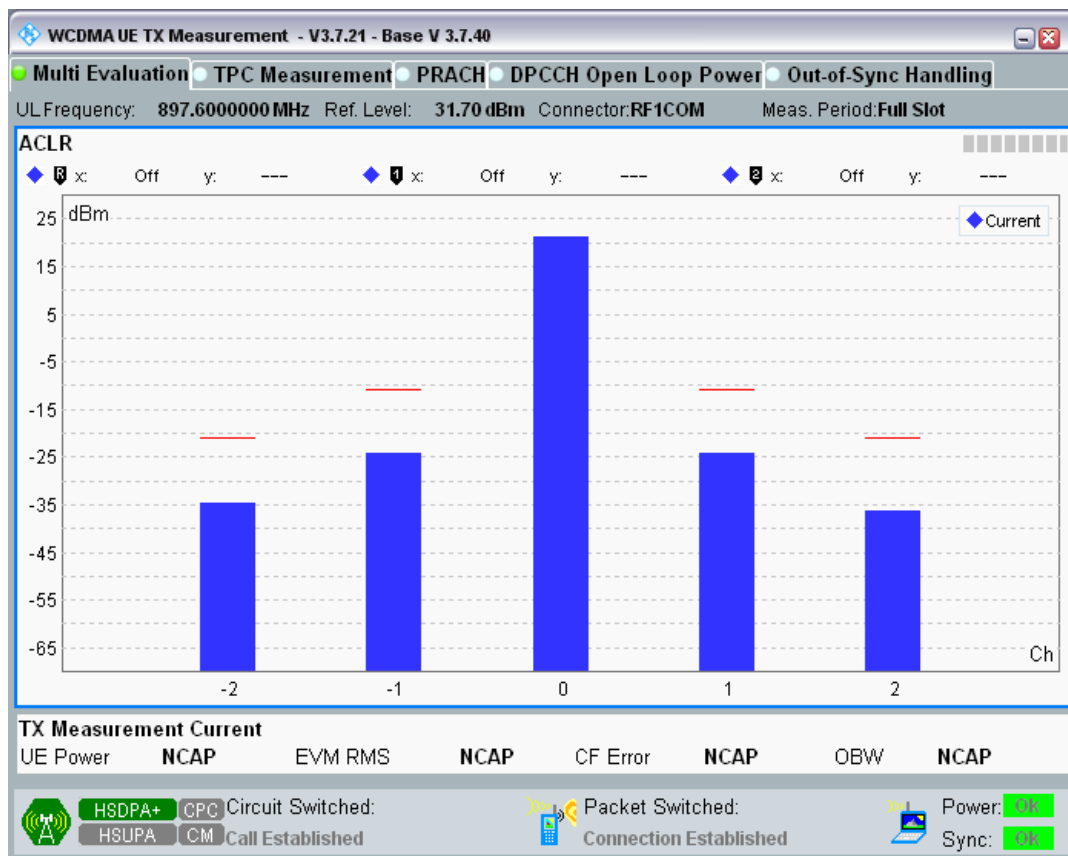 WCDMA UE TX Measurement - V3.7.21 - Base V 3.7.40
Multi Evaluation TPC Measurement PRACH DPCCH Open Loop Power Out-of-Sync Handling
UL Frequency: 897.6000000 MHz Ref. Level: 31.70 dBm Connector:RF1COM Meas. Period:Full Slot
ACLR
R x: Off y: --- 1 x: Off y: --- 2 x: Off y: ---
dBm
Current
25
15
5
-5
-15
-25
-35
-45
-55
-65
Ch
-2 -1 0 1 2
TX Measurement Current
UE Power NCAP EVM RMS NCAP CF Error NCAP OBW NCAP
HSDPA+ CPC Circuit Switched: Packet Switched: Power: OK
HSUPA CM Call Established Connection Established Sync: OK